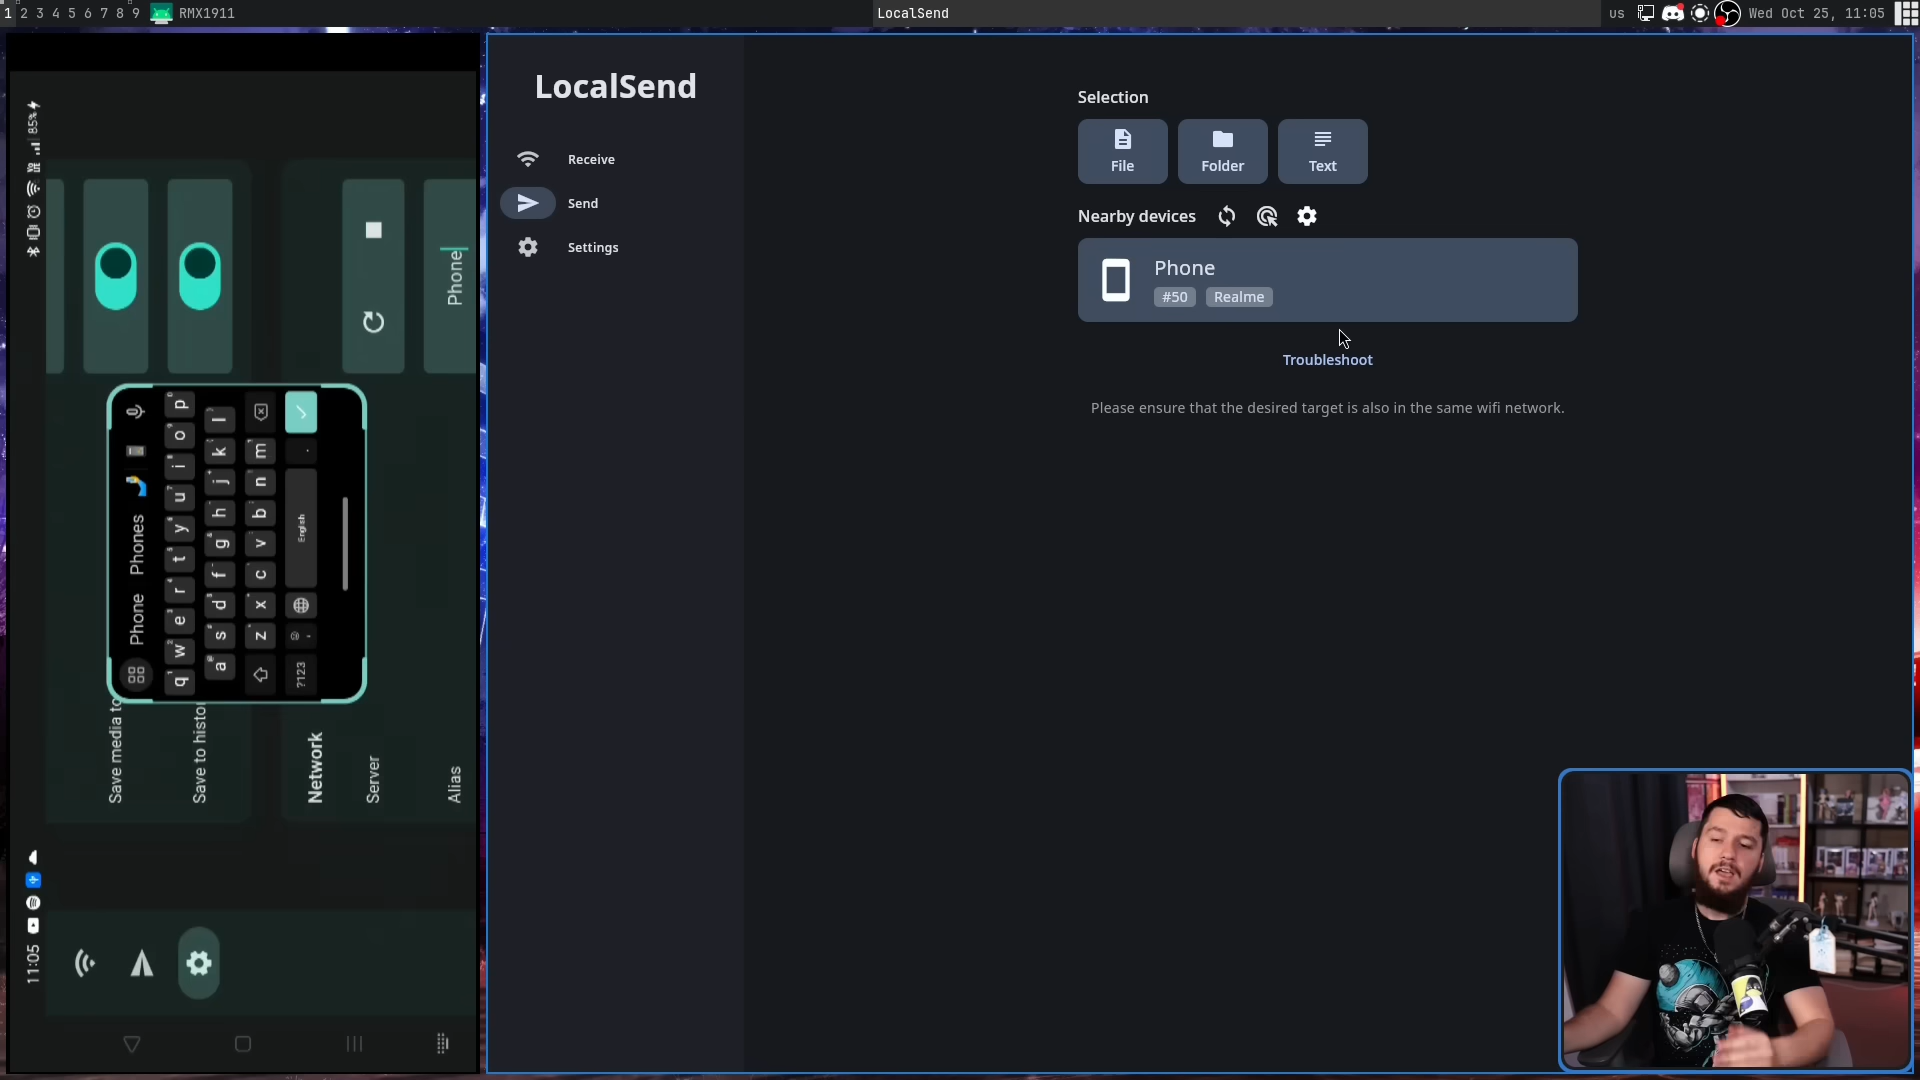 1 2 3 4 5 6 7 8 9 RMX1911
LocalSend
us
Wed Oct 25, 11:05
85%
Phone
Phone Phones
q w e r t y u i o p
a s d f g h j k l
z x c v b n m
?123
English
.
Save media to
Save to histor
Network
Server
Alias
11:05
LocalSend
Receive
Send
Settings
Selection
File
Folder
Text
Nearby devices
Phone
#50 Realme
Troubleshoot
Please ensure that the desired target is also in the same wifi network.